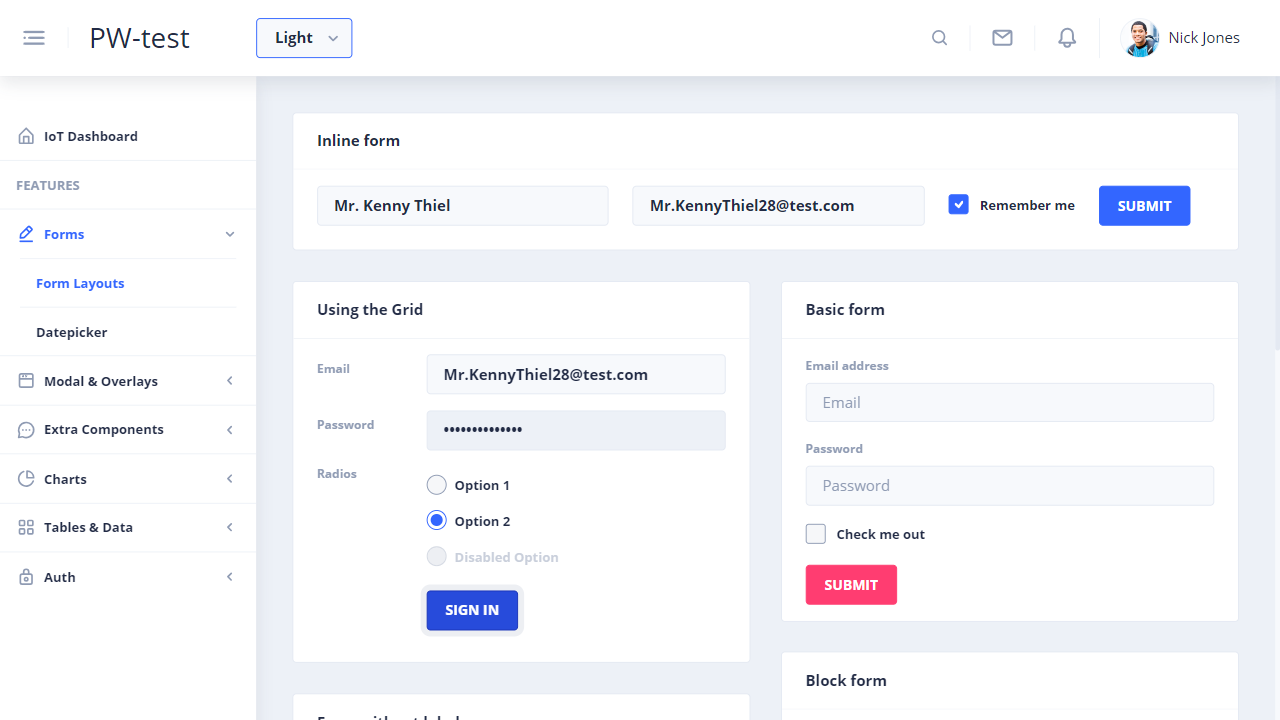 PW-test
Light
Nick Jones
IoT Dashboard
FEATURES
Forms
Form Layouts
Datepicker
Modal & Overlays
Extra Components
Charts
Tables & Data
Auth
Inline form
Mr. Kenny Thiel
Mr.KennyThiel28@test.com
Remember me
SUBMIT
Using the Grid
Email
Mr.KennyThiel28@test.com
Password
••••••••••••••
Radios
Option 1
Option 2
Disabled Option
SIGN IN
Basic form
Email address
Email
Password
Password
Check me out
SUBMIT
Block form